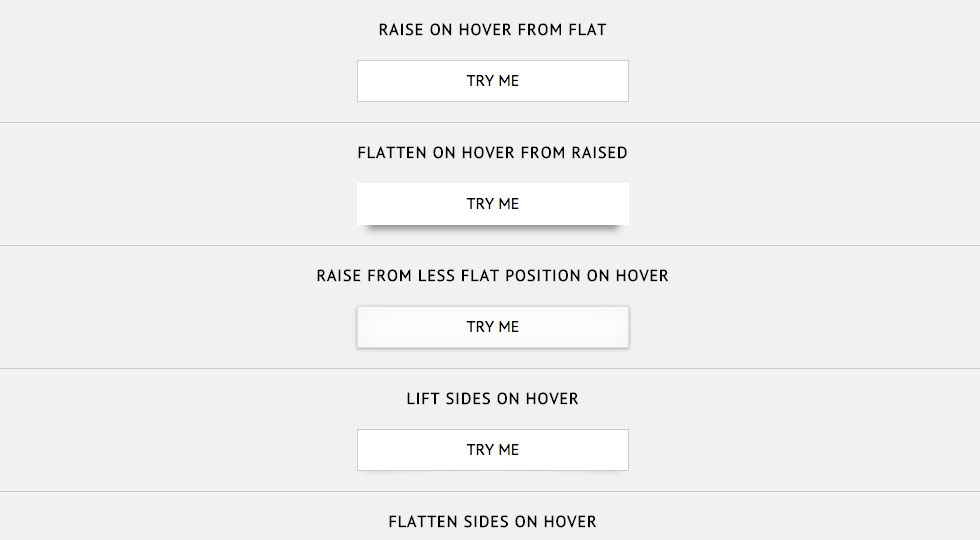 RAISE ON HOVER FROM FLAT
TRY ME
FLATTEN ON HOVER FROM RAISED
TRY ME
RAISE FROM LESS FLAT POSITION ON HOVER
TRY ME
LIFT SIDES ON HOVER
TRY ME
FLATTEN SIDES ON HOVER